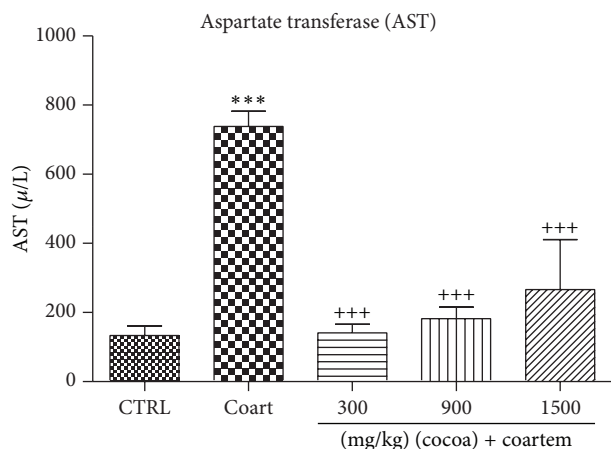 Aspartate transferase (AST)
1000
800
600
400
200
0
AST (μ/L)
***
+++
+++
+++
CTRL
Coart
300
900
1500
(mg/kg) (cocoa) + coartem